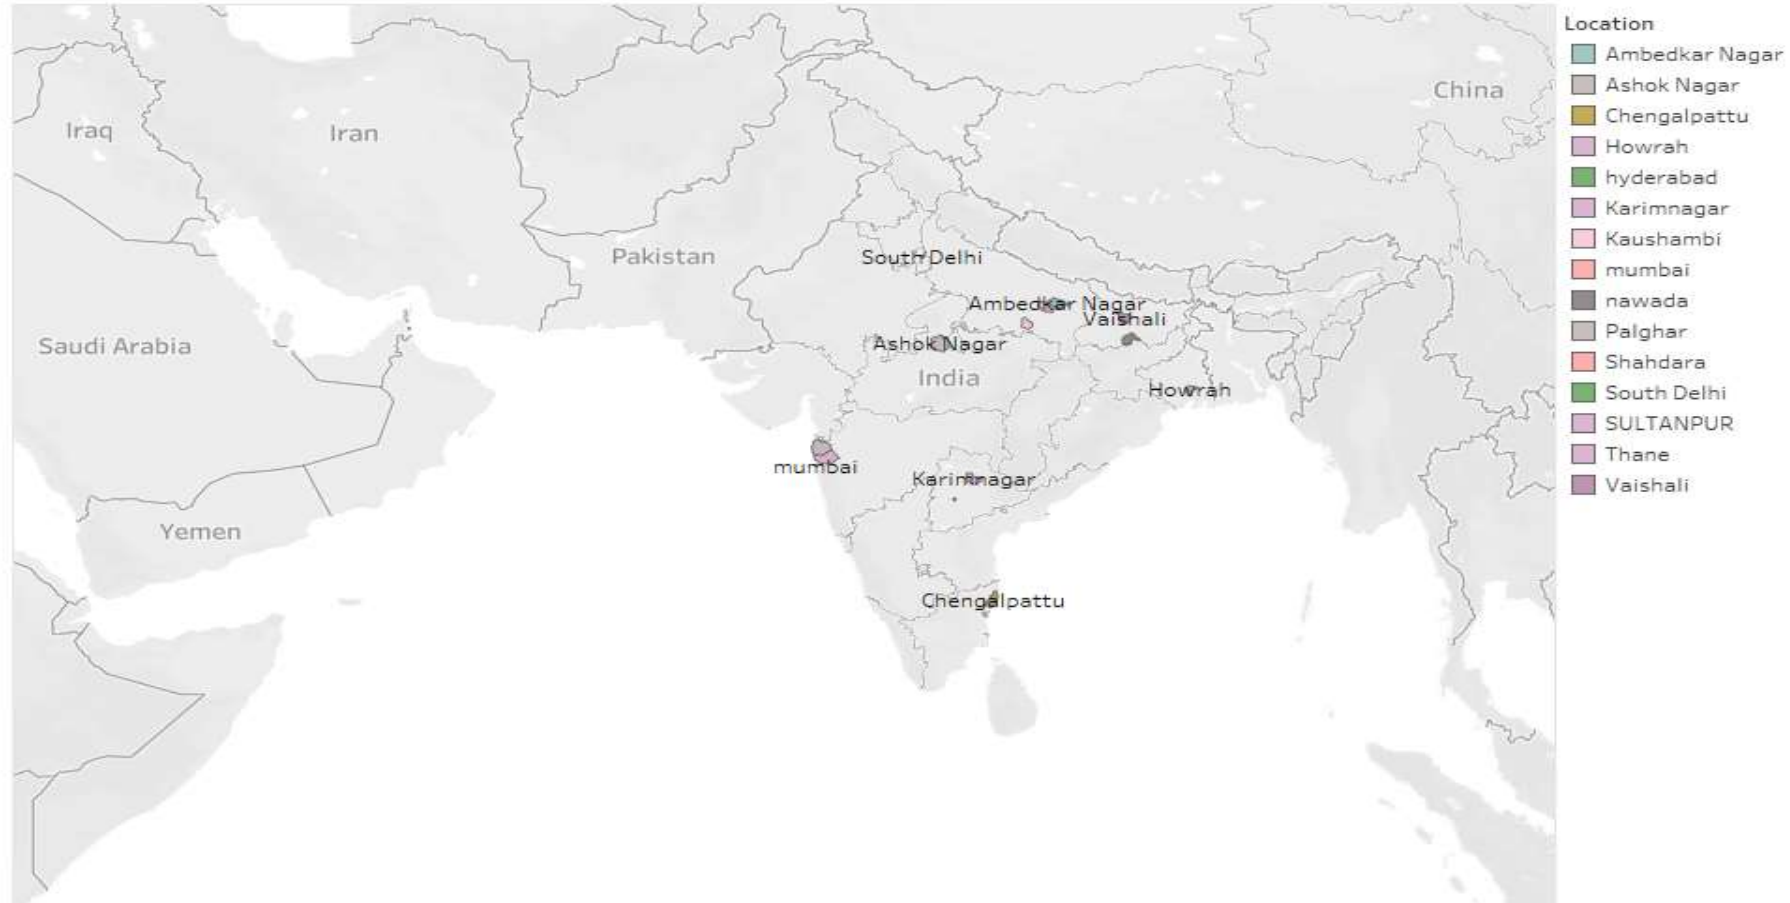 Location
Ambedkar Nagar
Ashok Nagar
Chengalpattu
Howrah
hyderabad
Karimnagar
Kaushambi
mumbai
nawada
Palghar
Shahdara
South Delhi
SULTANPUR
Thane
Vaishali
China
Iraq
Iran
Pakistan
South Delhi
Ambedkar Nagar
Vaishali
Saudi Arabia
Ashok Nagar
India
Howrah
mumbai
Karimnagar
Yemen
Chengalpattu